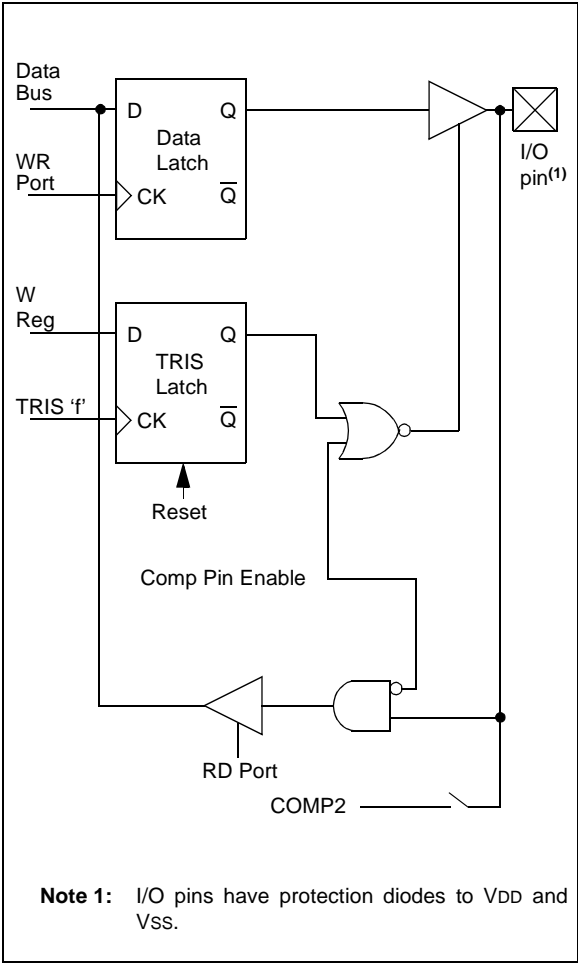 Data
Bus
D Q
Data
Latch
WR
Port
CK Q
I/O
pin(1)
W
Reg
D Q
TRIS
Latch
TRIS ‘f’
CK Q
Reset
Comp Pin Enable
RD Port
COMP2
Note 1: I/O pins have protection diodes to VDD and
VSS.